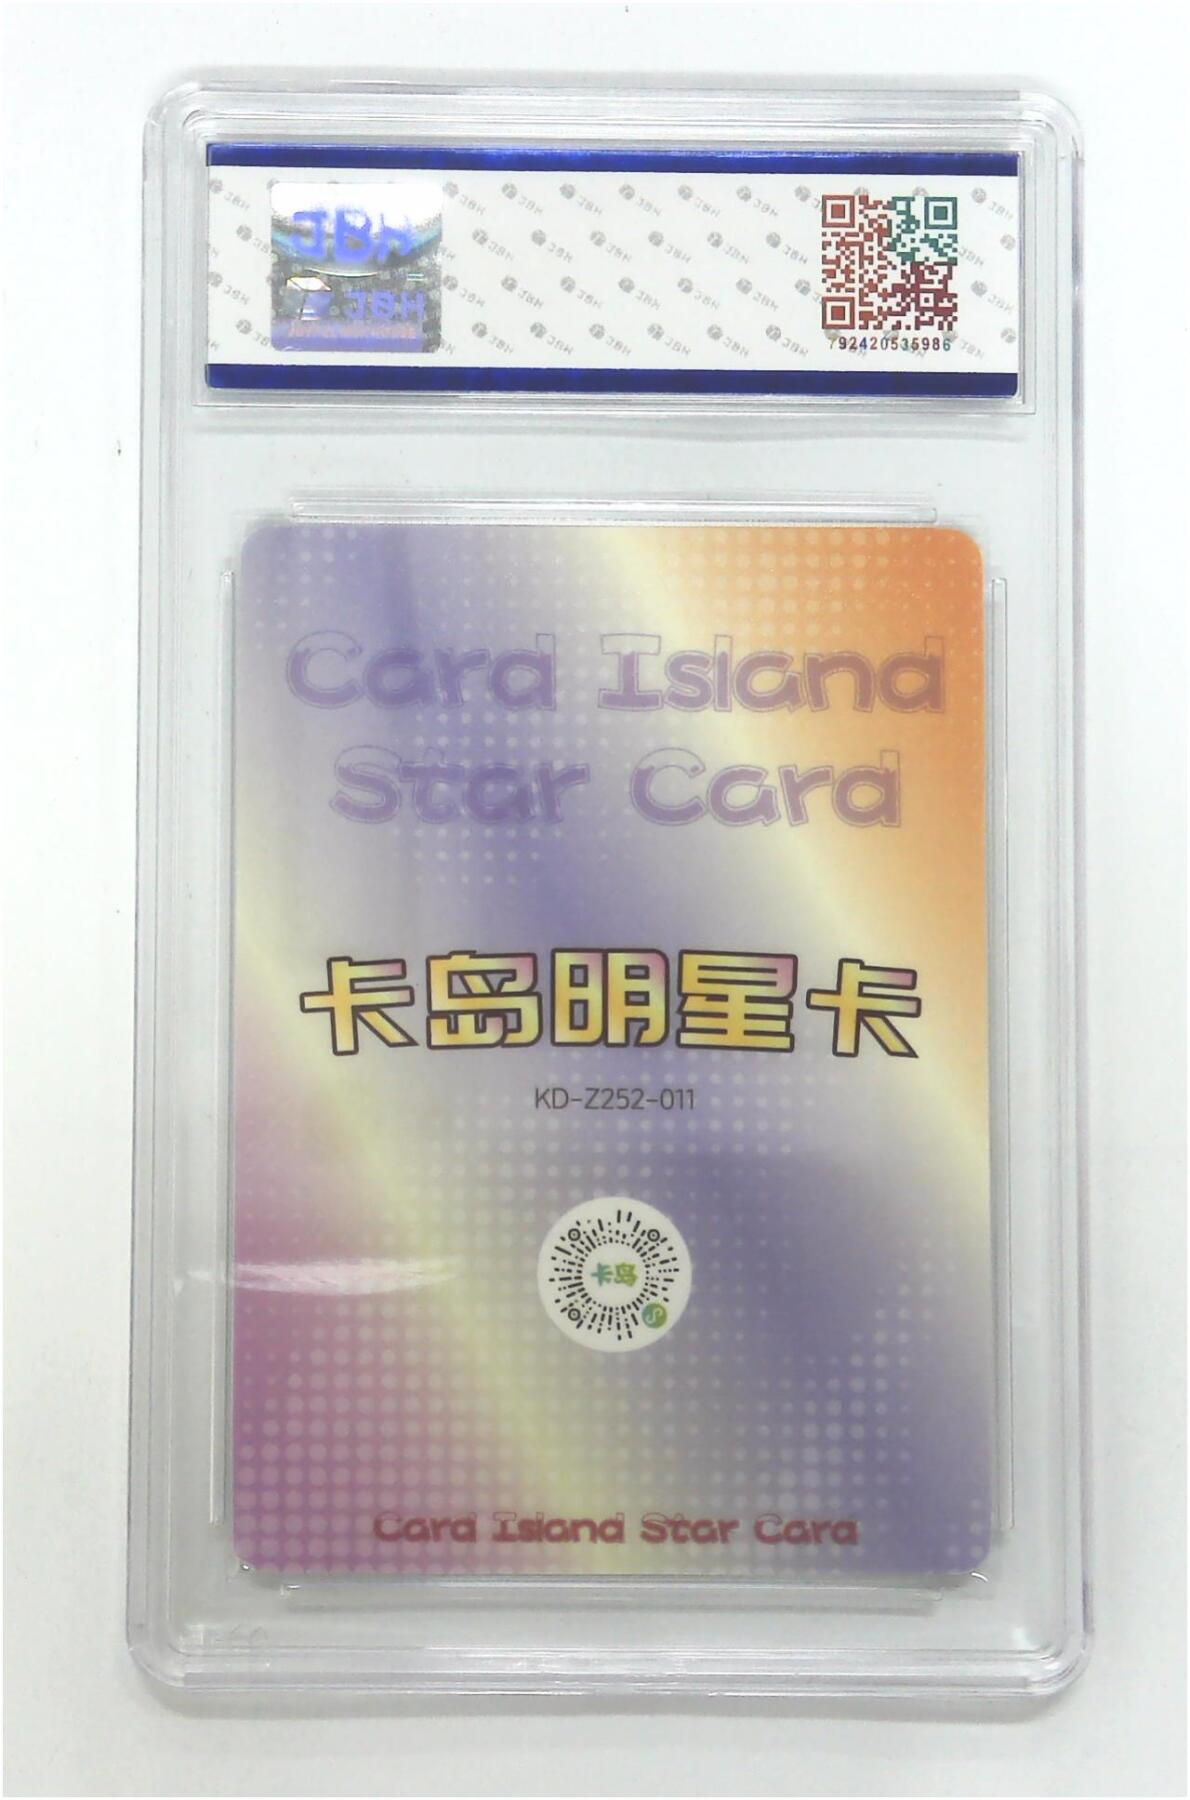 JBH
JBH
792420535986
Card Island
Star Card
卡岛明星卡
KD-Z252-011
卡岛
Card Island Star Card